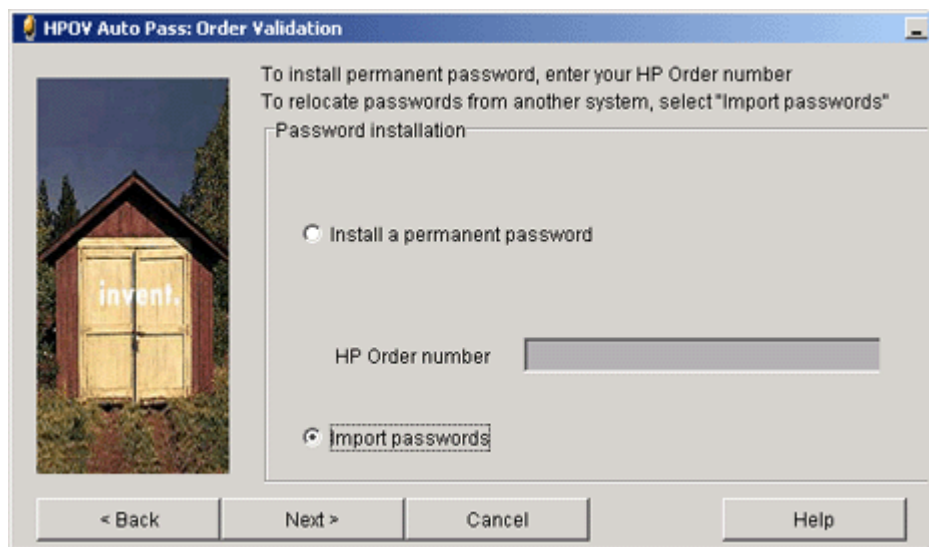 HPOV Auto Pass: Order Validation
To install permanent password, enter your HP Order number
To relocate passwords from another system, select "Import passwords"
Password installation
Install a permanent password
invent.
HP Order number
Import passwords
< Back
Next >
Cancel
Help